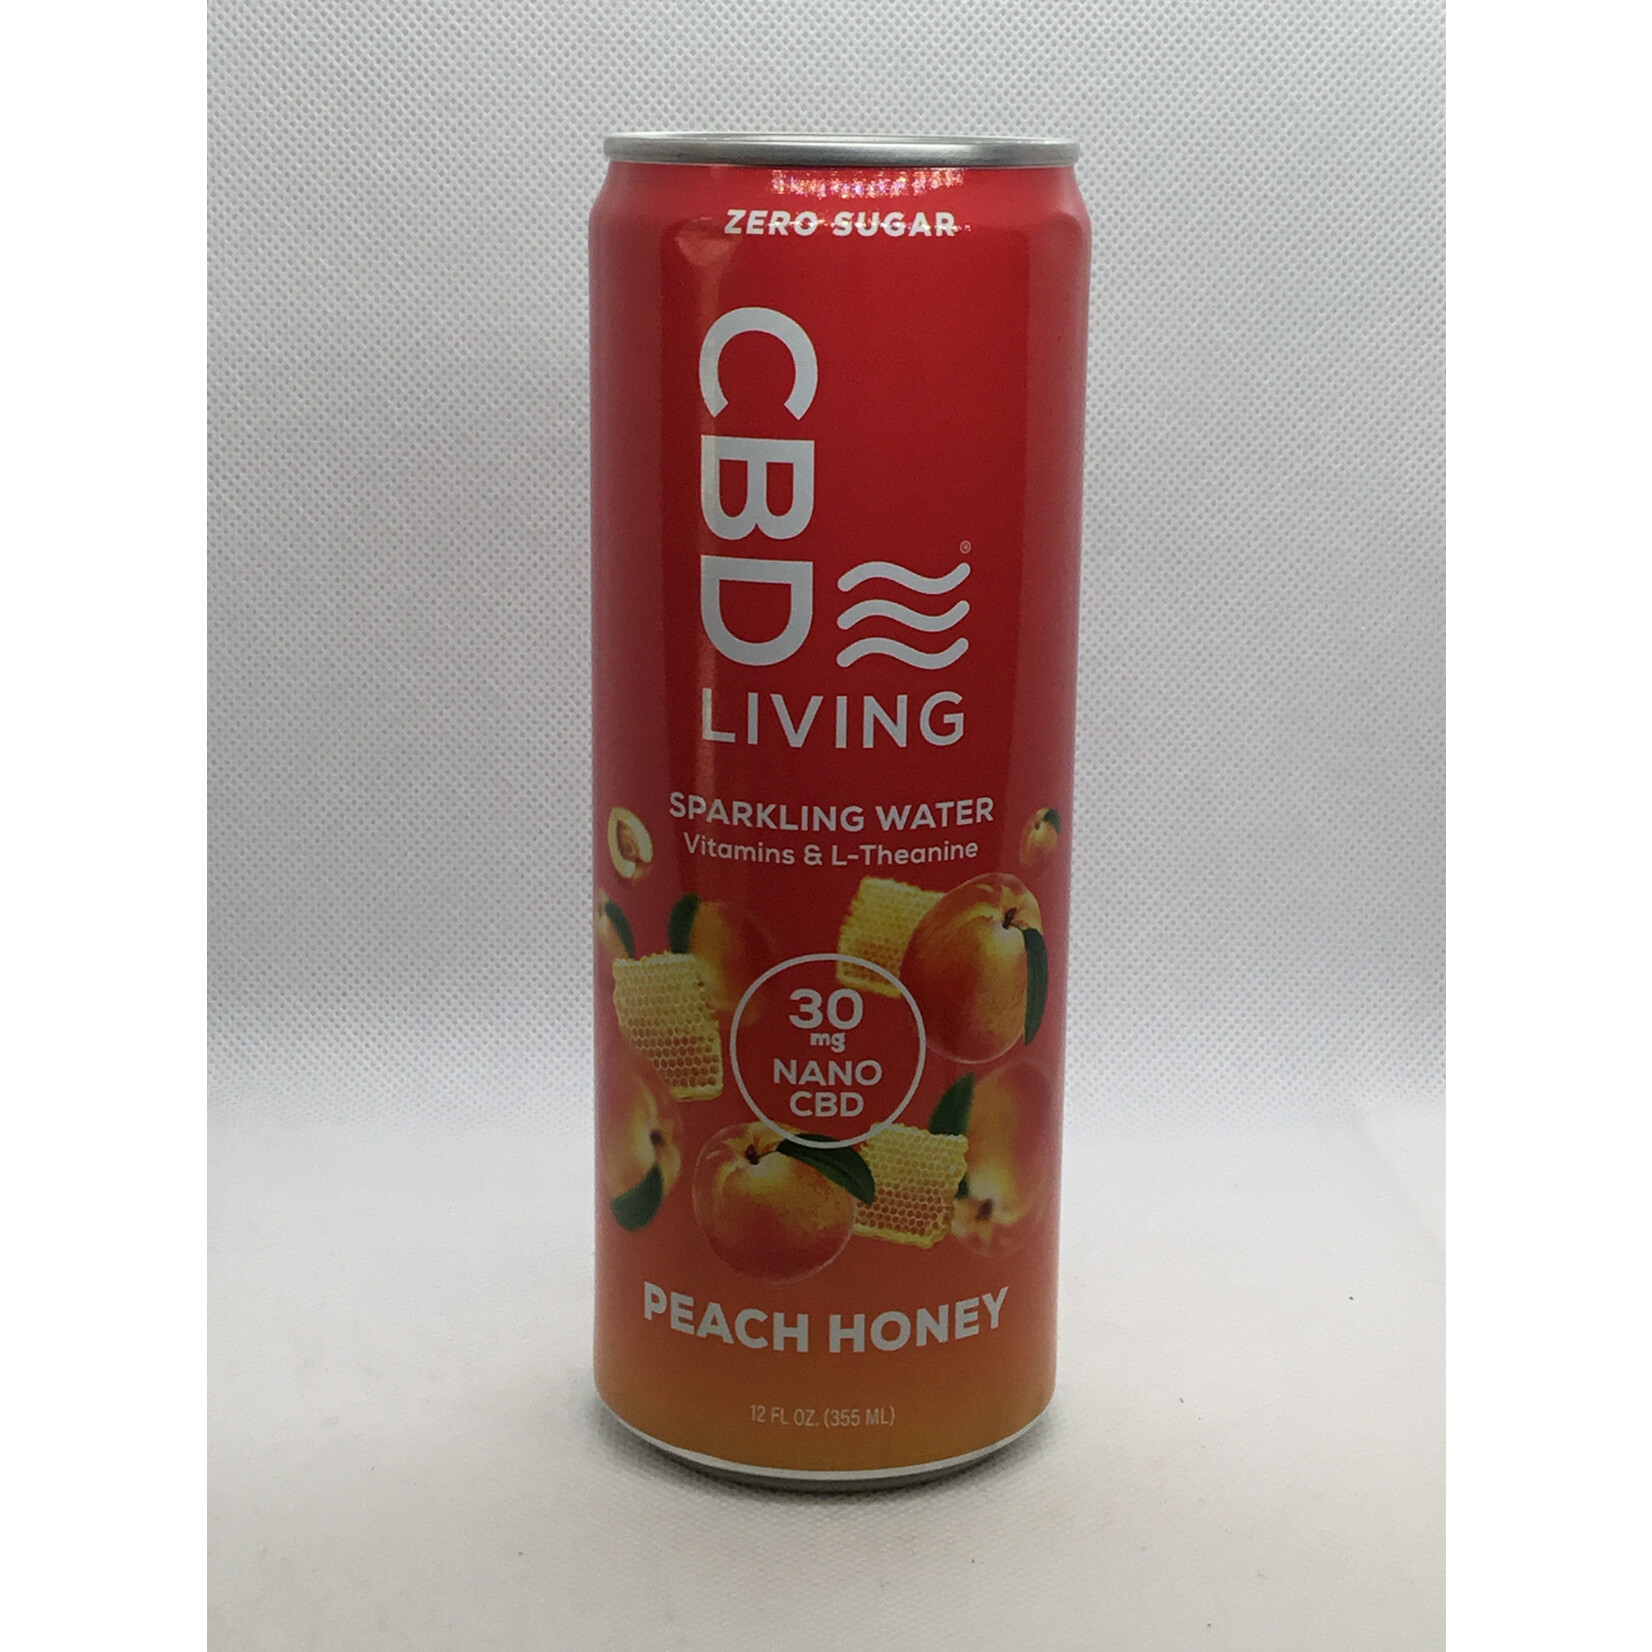 ZERO SUGAR
CBD
®
LIVING
SPARKLING WATER
Vitamins & L-Theanine
30
mg
NANO
CBD
PEACH HONEY
12 FL OZ. (355 ML)